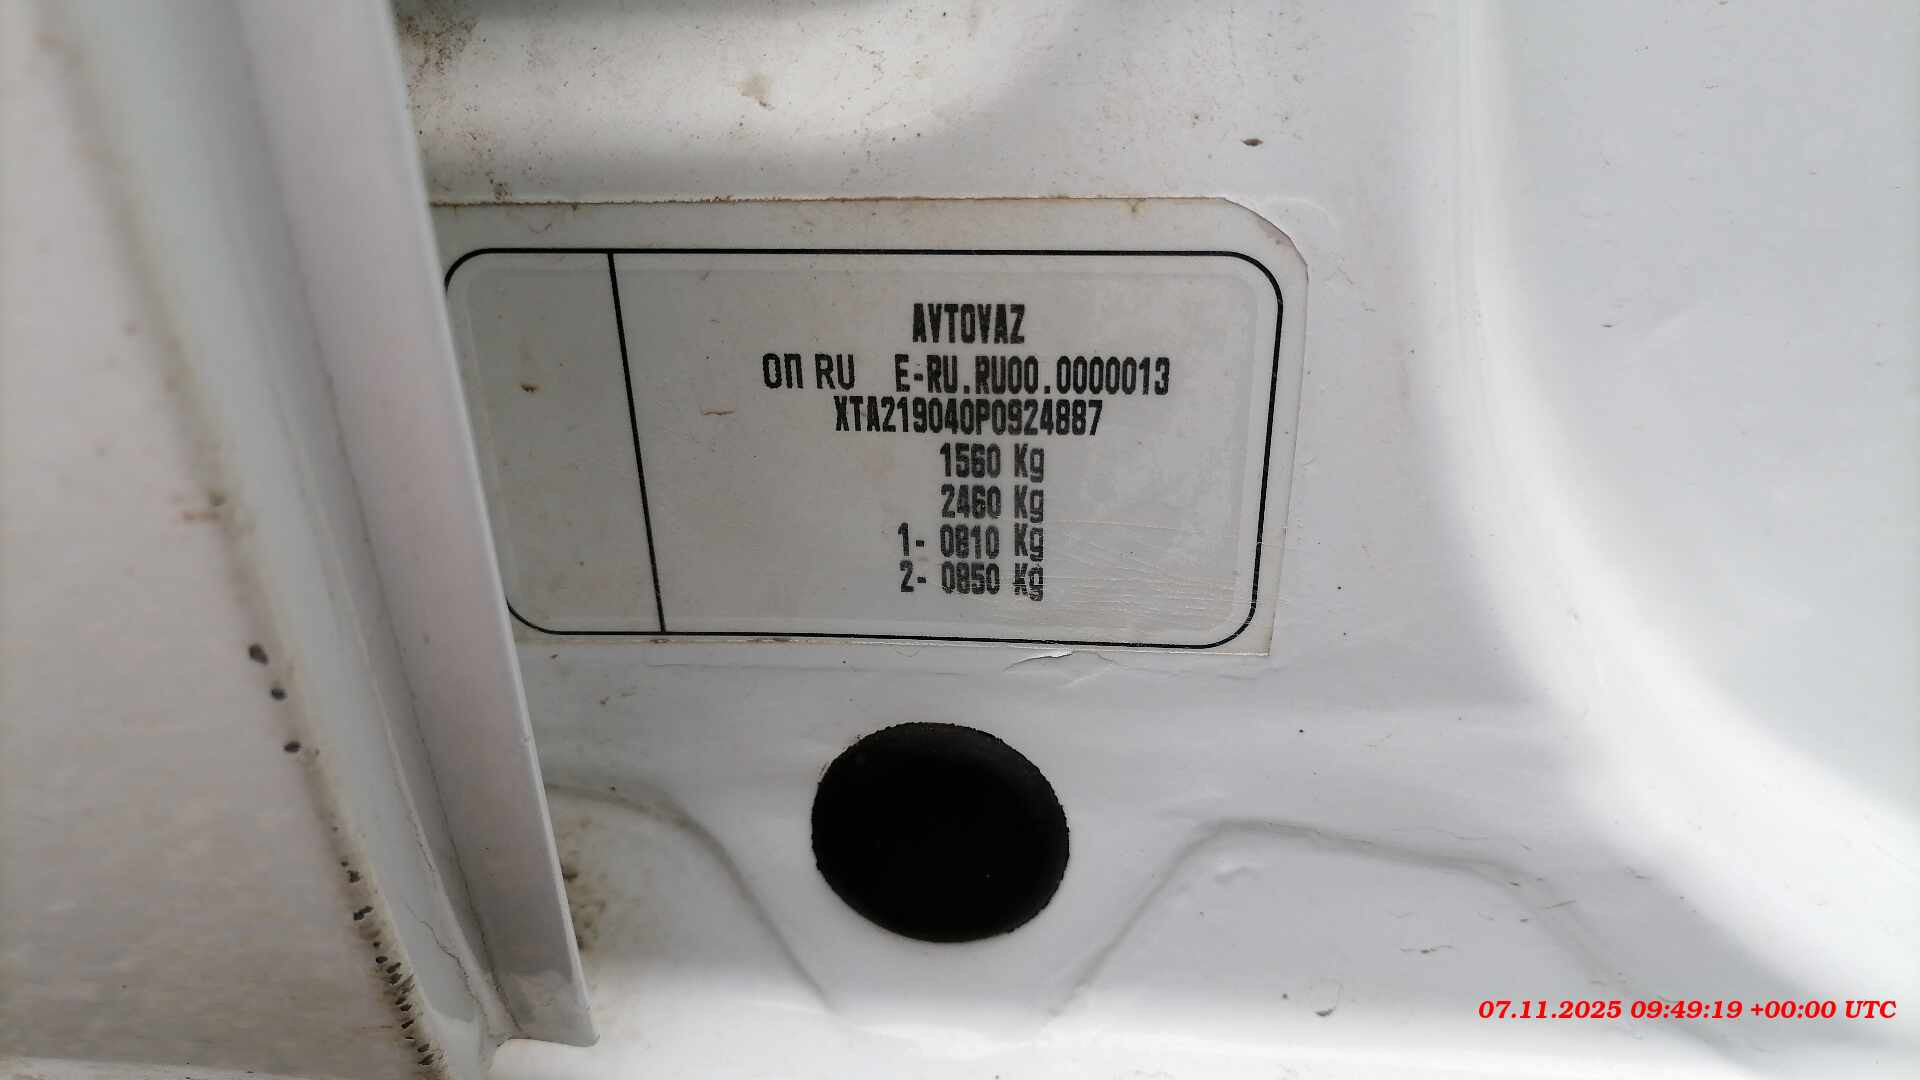 AVTOVAZ
ОП RU E-RU.RU00.0000013
XTA219040P0924887
1560 Kg
2460 Kg
1- 0810 Kg
2- 0850 Kg
07.11.2025 09:49:19 +00:00 UTC